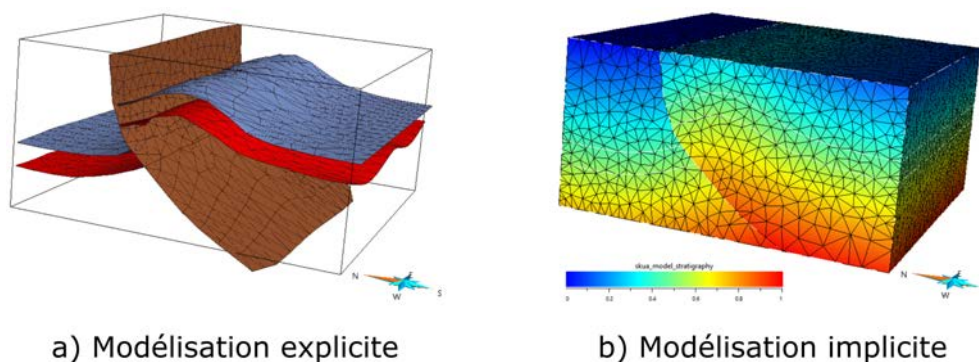 N
W
S
skua_model_stratigraphy
0
0.2
0.4
0.6
0.8
1
N
W
S
a) Modélisation explicite
b) Modélisation implicite